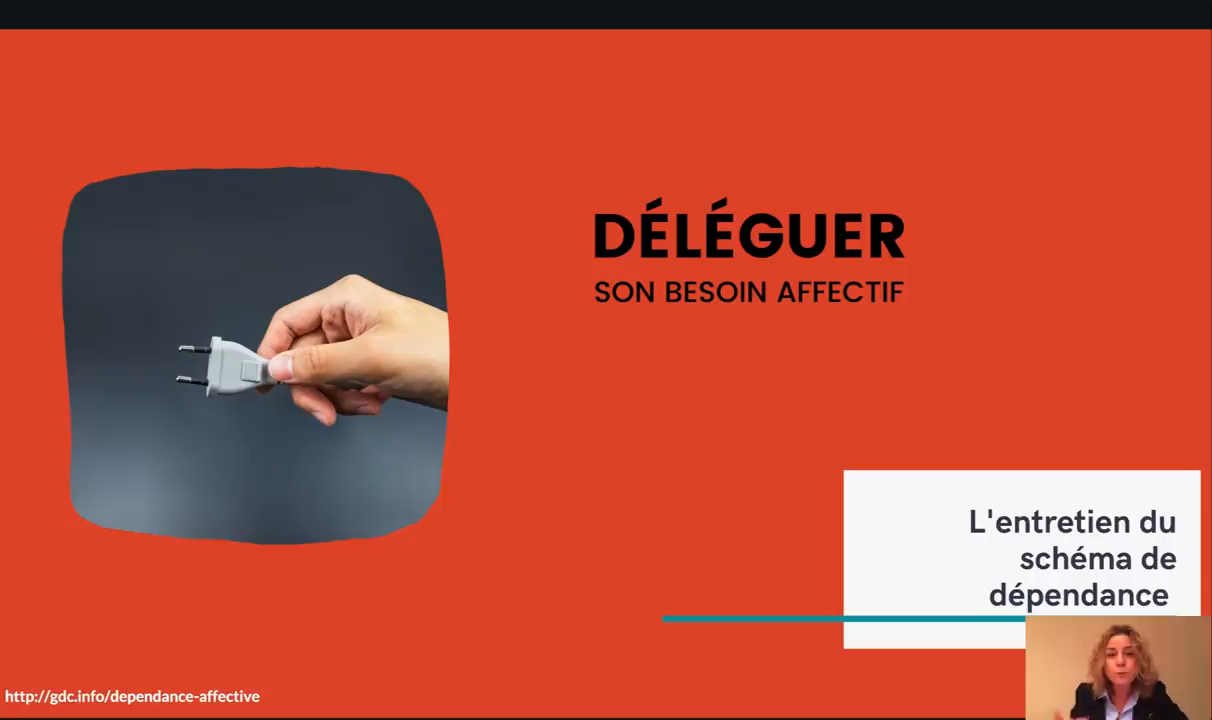 DÉLÉGUER
SON BESOIN AFFECTIF
L'entretien du
schéma de
dépendance
http://gdc.info/dependance-affective